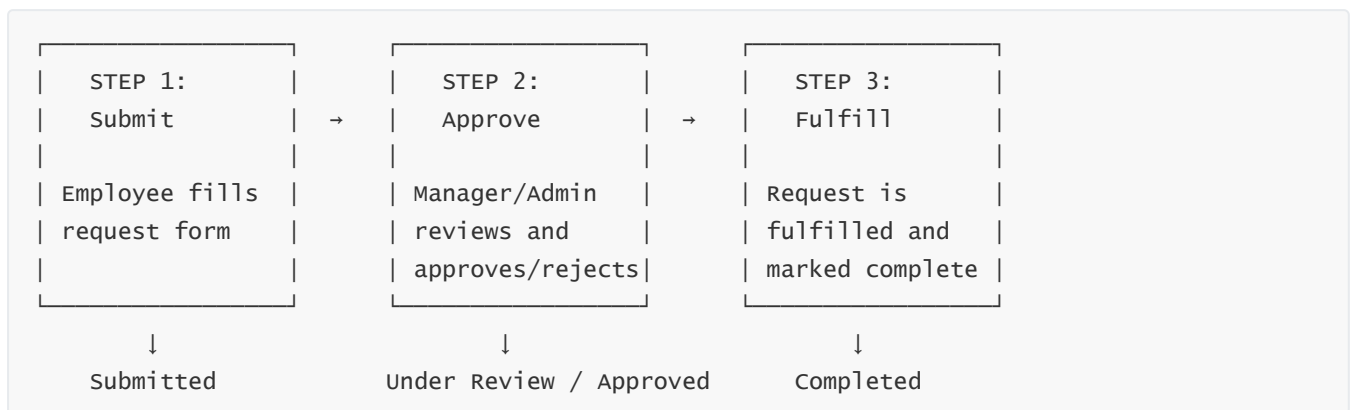 STEP 1: STEP 2: STEP 3:
Submit → Approve → Fulfill
Employee fills Manager/Admin Request is
request form reviews and fulfilled and
approves/rejects marked complete
↓ ↓ ↓
Submitted Under Review / Approved Completed